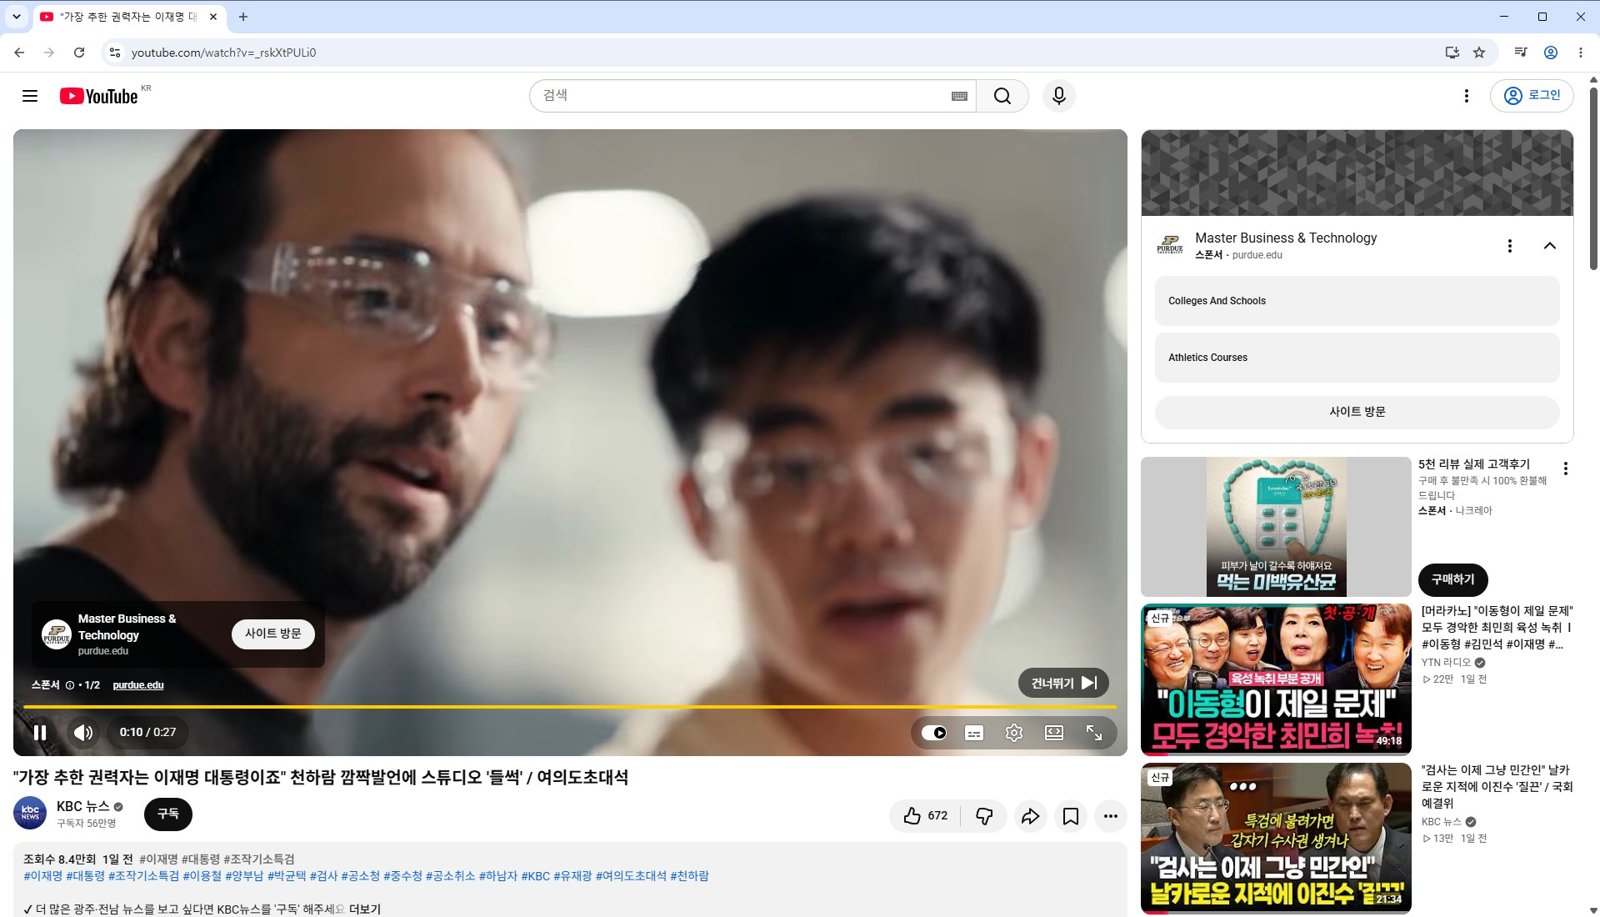 "가장 추한 권력자는 이재명 대
youtube.com/watch?v=_rskXtPULi0
YouTube KR
검색
로그인
Master Business & Technology
purdue.edu
사이트 방문
스폰서 • 1/2 purdue.edu
건너뛰기
0:10 / 0:27
"가장 추한 권력자는 이재명 대통령이죠" 천하람 깜짝발언에 스튜디오 '들썩' / 여의도초대석
kbc NEWS
KBC 뉴스
구독자 56만명
구독
672
조회수 8.4만회 1일 전 #이재명 #대통령 #조작기소특검
#이재명 #대통령 #조작기소특검 #이용철 #양부남 #박균택 #검사 #공소청 #중수청 #공소취소 #하남자 #KBC #유재광 #여의도초대석 #천하람
✔ 더 많은 광주·전남 뉴스를 보고 싶다면 KBC뉴스를 '구독' 해주세요 더보기
PURDUE
Master Business & Technology
스폰서 · purdue.edu
Colleges And Schools
Athletics Courses
사이트 방문
피부가 날이 갈수록 하얘져요
먹는 미백유산균
5천 리뷰 실제 고객후기
구매 후 불만족 시 100% 환불해
드립니다
스폰서 · 나크레아
구매하기
신규
첫·공·개
육성 녹취 부분 공개
"이동형이 제일 문제"
모두 경악한 최민희 녹취
49:18
[머라카노] "이동형이 제일 문제"
모두 경악한 최민희 육성 녹취 |
#이동형 #김민석 #이재명 #...
YTN 라디오
22만 1일 전
신규
특검에 불려가면
갑자기 수사권 생겨나
"검사는 이제 그냥 민간인"
날카로운 지적에 이진수 '질끈'
21:34
"검사는 이제 그냥 민간인" 날카
로운 지적에 이진수 '질끈' / 국회
예결위
KBC 뉴스
13만 1일 전